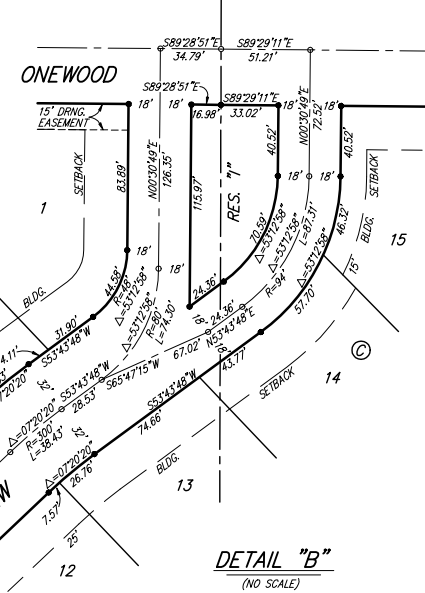 S89°28'51"E
34.79'
S89°29'11"E
51.21'
ONEWOOD
S89°28'51"E
S89°29'11"E
18'
18'
16.98'
33.02'
18'
18'
15' DRNG.
EASEMENT
N00°30'49"E
126.35'
N00°30'49"E
72.52'
40.52'
40.52'
SETBACK
83.89'
115.97'
RES. "1"
18'
SETBACK
1
18'
18'
70.59'
△=53°12'58"
△=53°12'58"
L=87.31'
R=94'
△=53°12'58"
46.32'
BLDG.
15
15'
44.58'
△=53°12'58"
R=80'
L=74.30'
24.36'
24.36'
N53°43'48"E
57.70'
BLDG.
31.90'
S53°43'48"W
18'
67.02'
18'
C
S53°43'48"W
S65°47'15"W
28.53'
43.77'
SETBACK
14
32'
△=07°20'20"
R=300'
L=38.43'
S53°43'48"W
74.66'
32'
△=07°20'20"
26.76'
BLDG.
13
7.57'
25'
12
DETAIL "B"
(NO SCALE)